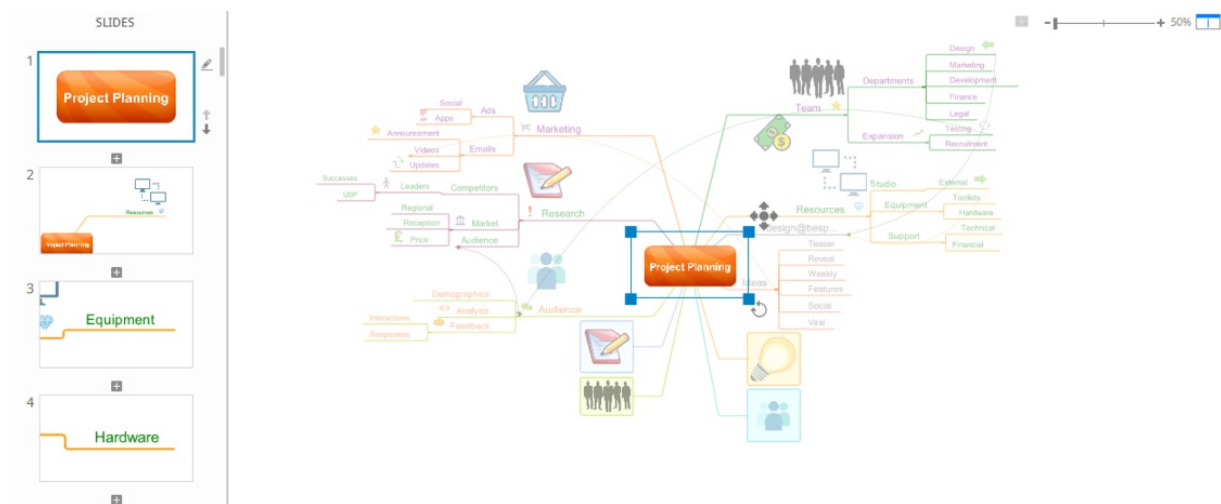 SLIDES
1
Project Planning
2
Resources
Project Planning
3
Equipment
4
Hardware
50%
Social
Ads
Apps
Marketing
Announcement
Videos
Emails
Updates
Successes
Leaders
Competitors
USP
Regional
Research
Reception
Market
Price
Audience
Demographics
Interactions
Analysis
Audience
Responses
Feedback
Project Planning
Design
Marketing
Departments
Development
Team
Finance
Legal
Testing
Expansion
Recruitment
Studio
External
Toolkits
Resources
Equipment
Hardware
design@besp...
Technical
Support
Financial
Teaser
Reveal
Weekly
Ideas
Features
Social
Viral